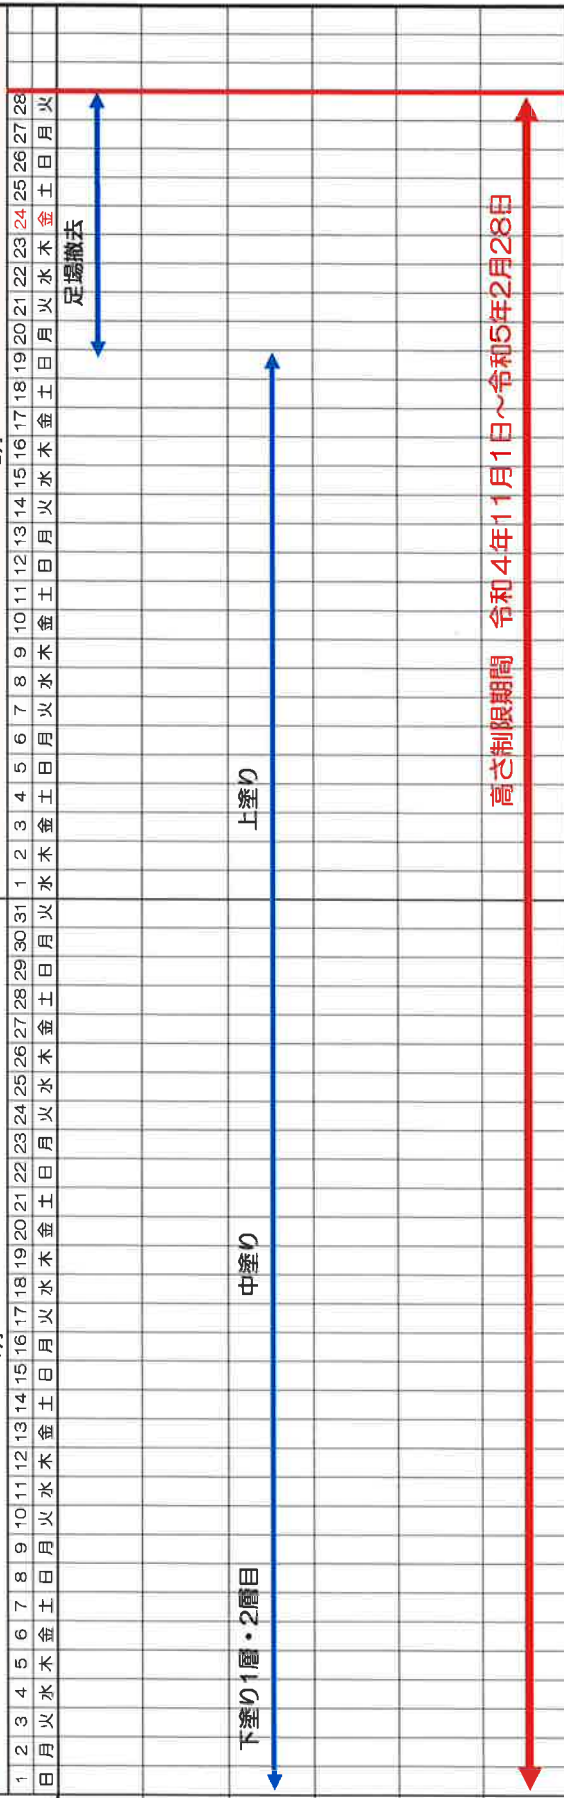 1 2 3 4 5 6 7 8 9 10 11 12 13 14 15 16 17 18 19 20 21 22 23 24 25 26 27 28 29 30 31 1 2 3 4 5 6 7 8 9 10 11 12 13 14 15 16 17 18 19 20 21 22 23 24 25 26 27 28
日 月 火 水 木 金 土 日 月 火 水 木 金 土 日 月 火 水 木 金 土 日 月 火 水 木 金 土 日 月 火 水 木 金 土 日 月 火 水 木 金 土 日 月 火 水 木 金 土 日 月 火 水 木 金 土 日 月 火
足場撤去
下塗り1層・2層目 中塗り 上塗り
高さ制限期間 令和4年11月1日～令和5年2月28日